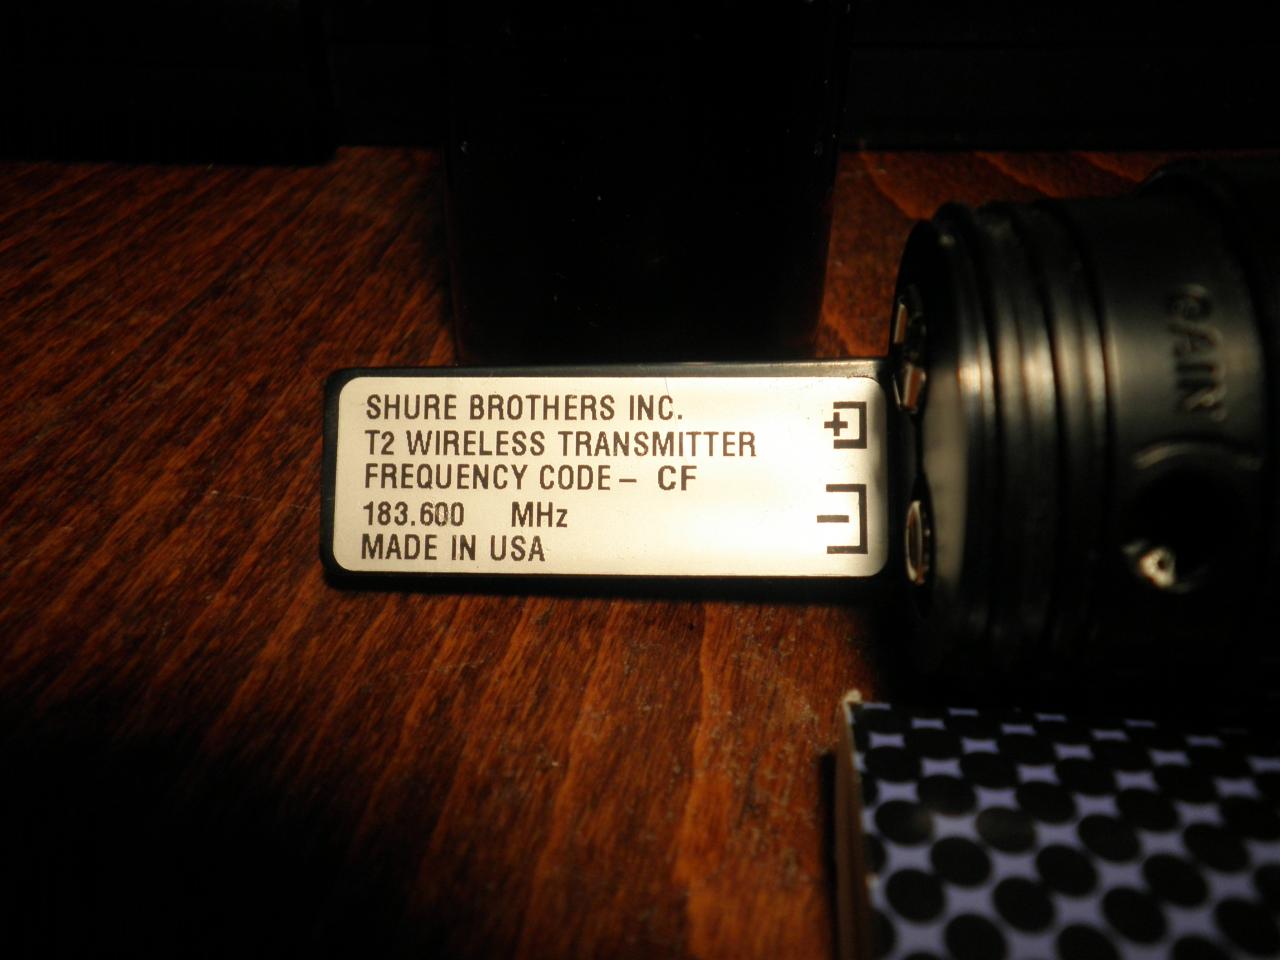 SHURE BROTHERS INC.
T2 WIRELESS TRANSMITTER
FREQUENCY CODE – CF
183.600 MHz
MADE IN USA
GAIN